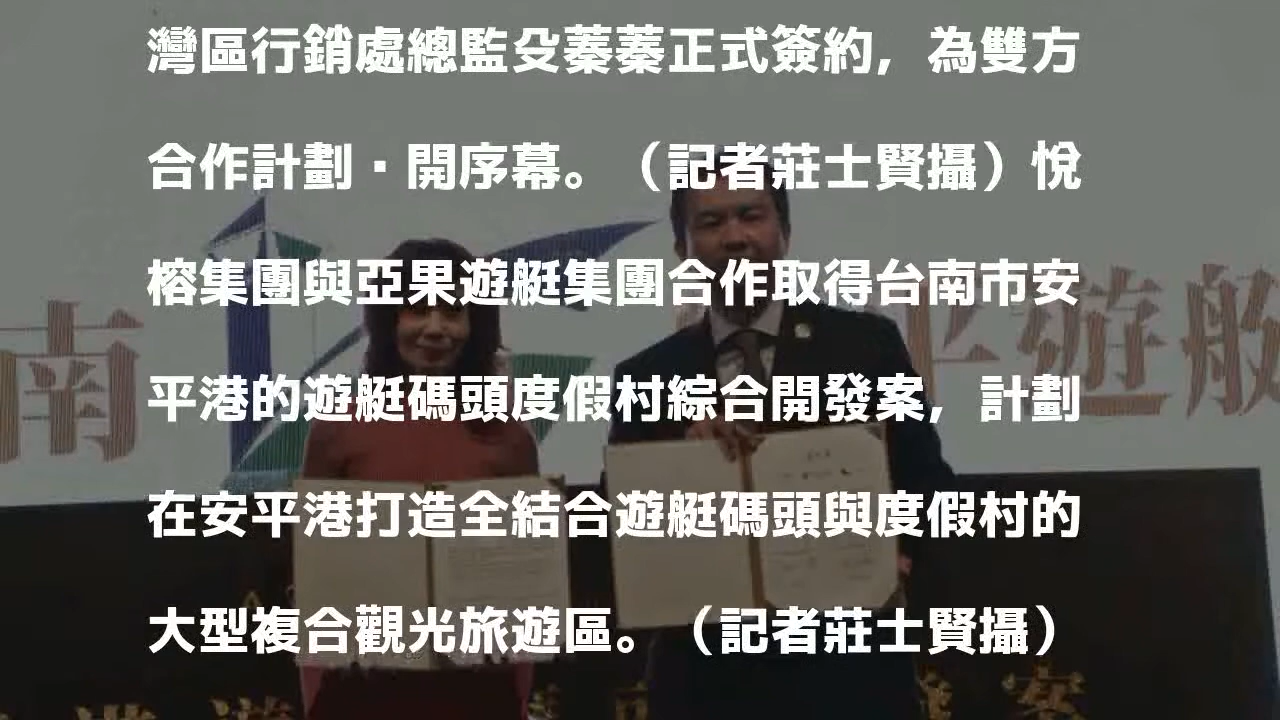 灣區行銷處總監殳蓁蓁正式簽約，為雙方
合作計劃·開序幕。（記者莊士賢攝）悅
榕集團與亞果遊艇集團合作取得台南市安
平港的遊艇碼頭度假村綜合開發案，計劃
在安平港打造全結合遊艇碼頭與度假村的
大型複合觀光旅遊區。（記者莊士賢攝）
南
平遊艇